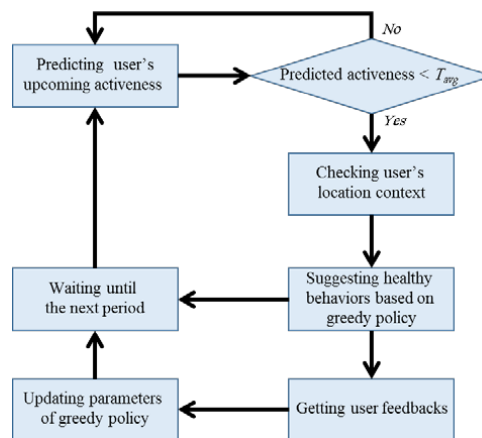 No
Predicting user's
upcoming activeness
Predicted activeness < Tavg
Yes
Checking user's
location context
Waiting until
the next period
Suggesting healthy
behaviors based on
greedy policy
Updating parameters
of greedy policy
Getting user feedbacks